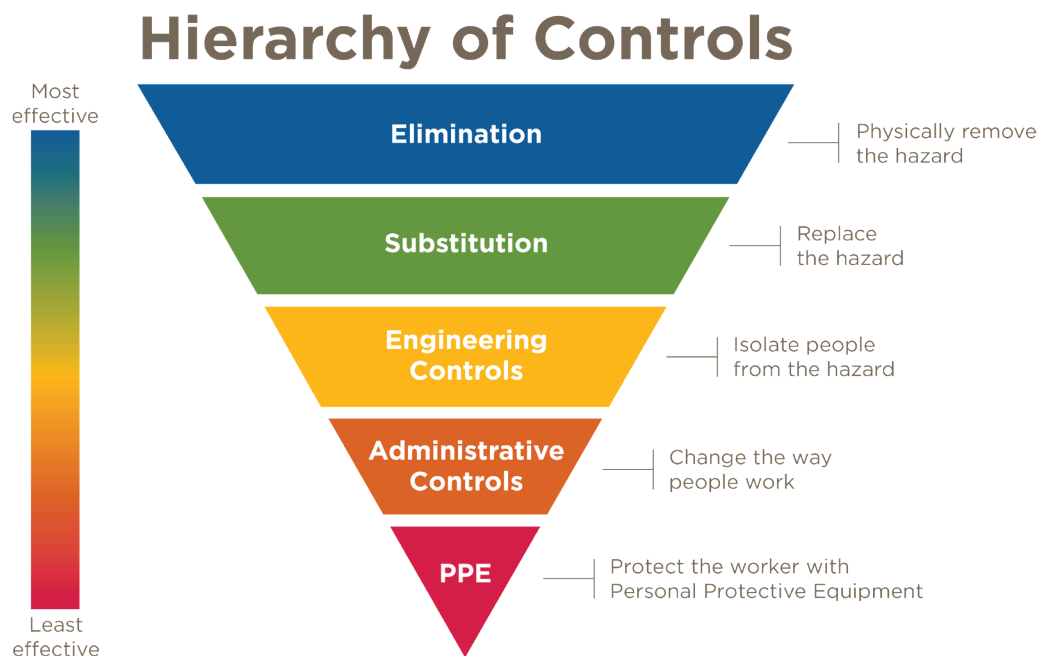 Hierarchy of Controls
Most
effective
Elimination
Physically remove
the hazard
Substitution
Replace
the hazard
Engineering
Controls
Isolate people
from the hazard
Administrative
Controls
Change the way
people work
PPE
Protect the worker with
Personal Protective Equipment
Least
effective